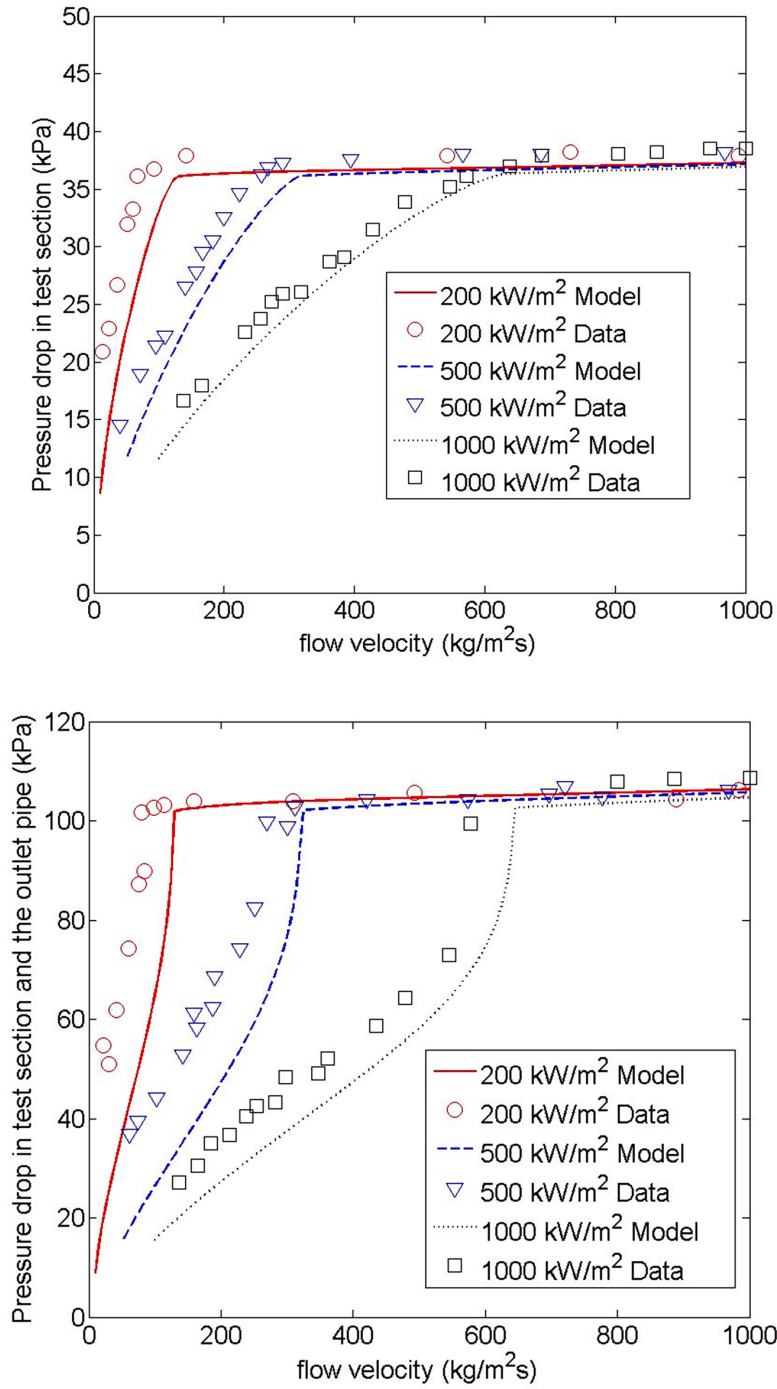 50
45
40
35
30
25
20
15
10
5
0
Pressure drop in test section (kPa)
200 kW/m² Model
200 kW/m² Data
500 kW/m² Model
500 kW/m² Data
1000 kW/m² Model
1000 kW/m² Data
0 200 400 600 800 1000
flow velocity (kg/m²s)
120
100
80
60
40
20
0
Pressure drop in test section and the outlet pipe (kPa)
200 kW/m² Model
200 kW/m² Data
500 kW/m² Model
500 kW/m² Data
1000 kW/m² Model
1000 kW/m² Data
0 200 400 600 800 1000
flow velocity (kg/m²s)